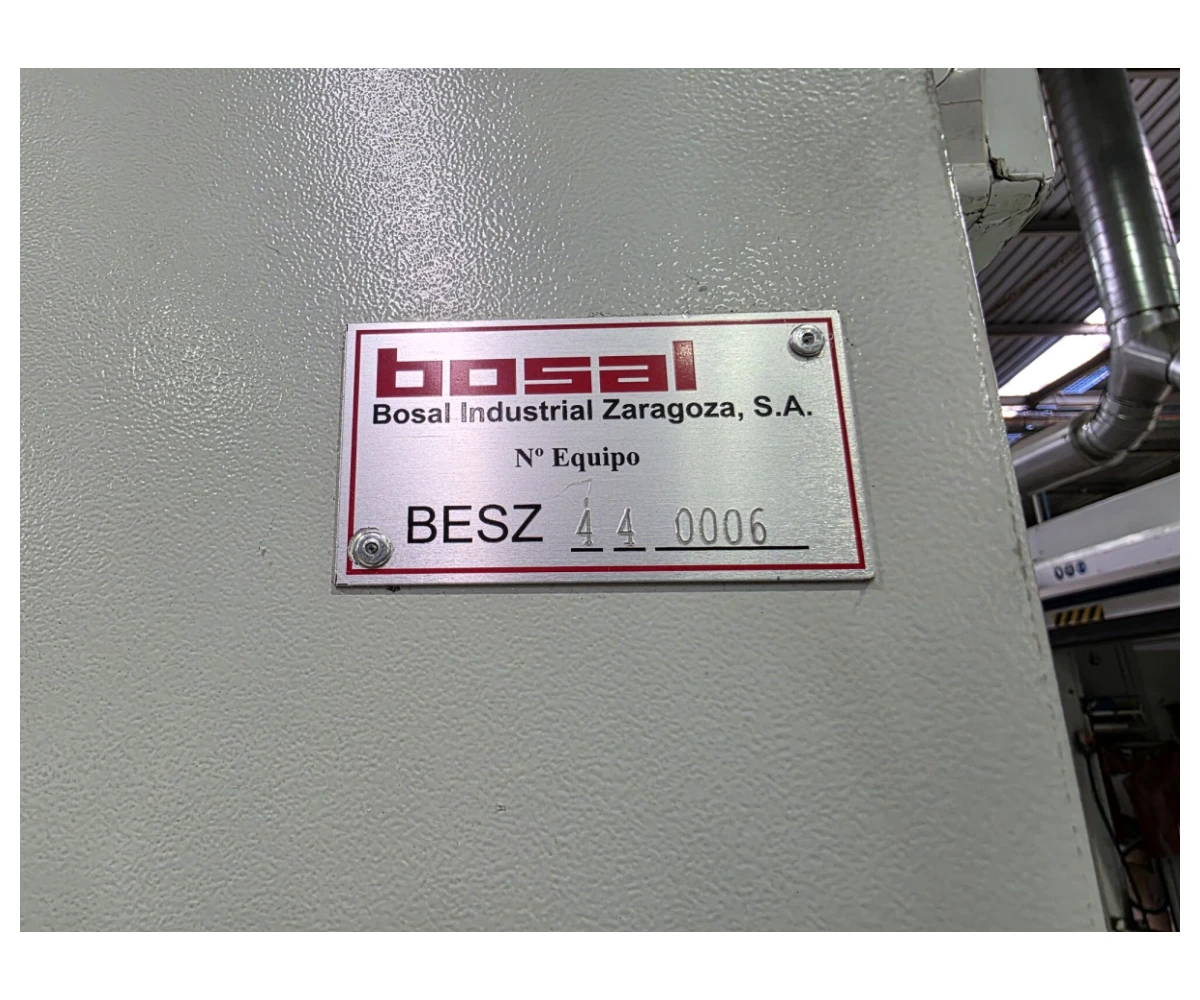 bosal
Bosal Industrial Zaragoza, S.A.
Nº Equipo
BESZ 4 4 0006